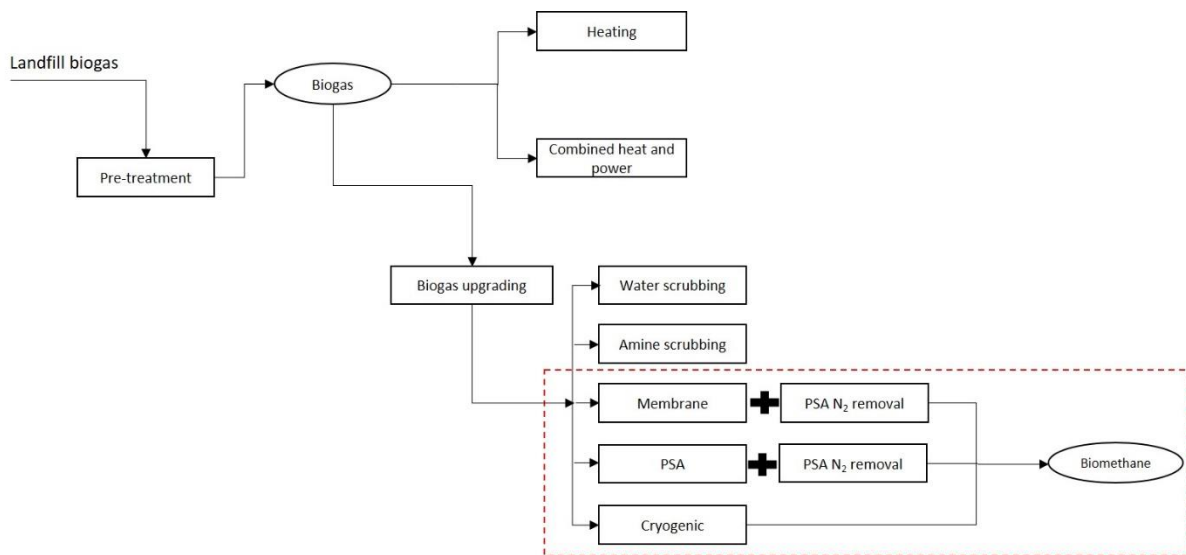 Heating
Landfill biogas
Biogas
Combined heat and
power
Pre-treatment
Biogas upgrading
Water scrubbing
Amine scrubbing
Membrane
PSA N₂ removal
PSA
PSA N₂ removal
Biomethane
Cryogenic